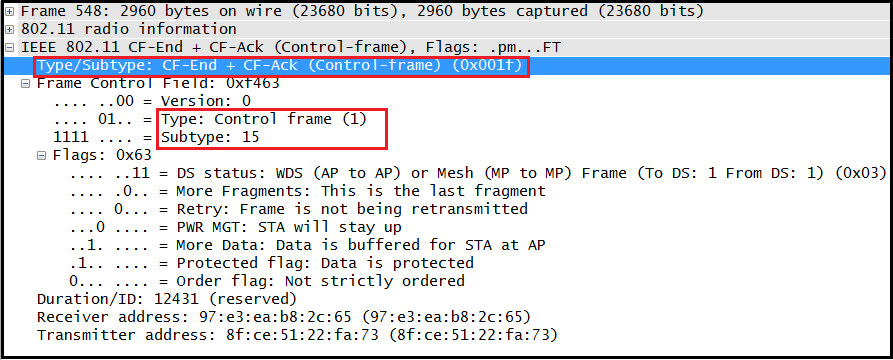 Frame 548: 2960 bytes on wire (23680 bits), 2960 bytes captured (23680 bits)
802.11 radio information
IEEE 802.11 CF-End + CF-Ack (Control-frame), Flags: .pm...FT
Type/Subtype: CF-End + CF-Ack (Control-frame) (0x001f)
Frame Control Field: 0xf463
.... ..00 = Version: 0
.... 01.. = Type: Control frame (1)
1111 .... = Subtype: 15
Flags: 0x63
.... ..11 = DS status: WDS (AP to AP) or Mesh (MP to MP) Frame (To DS: 1 From DS: 1) (0x03)
.... .0.. = More Fragments: This is the last fragment
.... 0... = Retry: Frame is not being retransmitted
...0 .... = PWR MGT: STA will stay up
..1. .... = More Data: Data is buffered for STA at AP
.1.. .... = Protected flag: Data is protected
0... .... = Order flag: Not strictly ordered
Duration/ID: 12431 (reserved)
Receiver address: 97:e3:ea:b8:2c:65 (97:e3:ea:b8:2c:65)
Transmitter address: 8f:ce:51:22:fa:73 (8f:ce:51:22:fa:73)